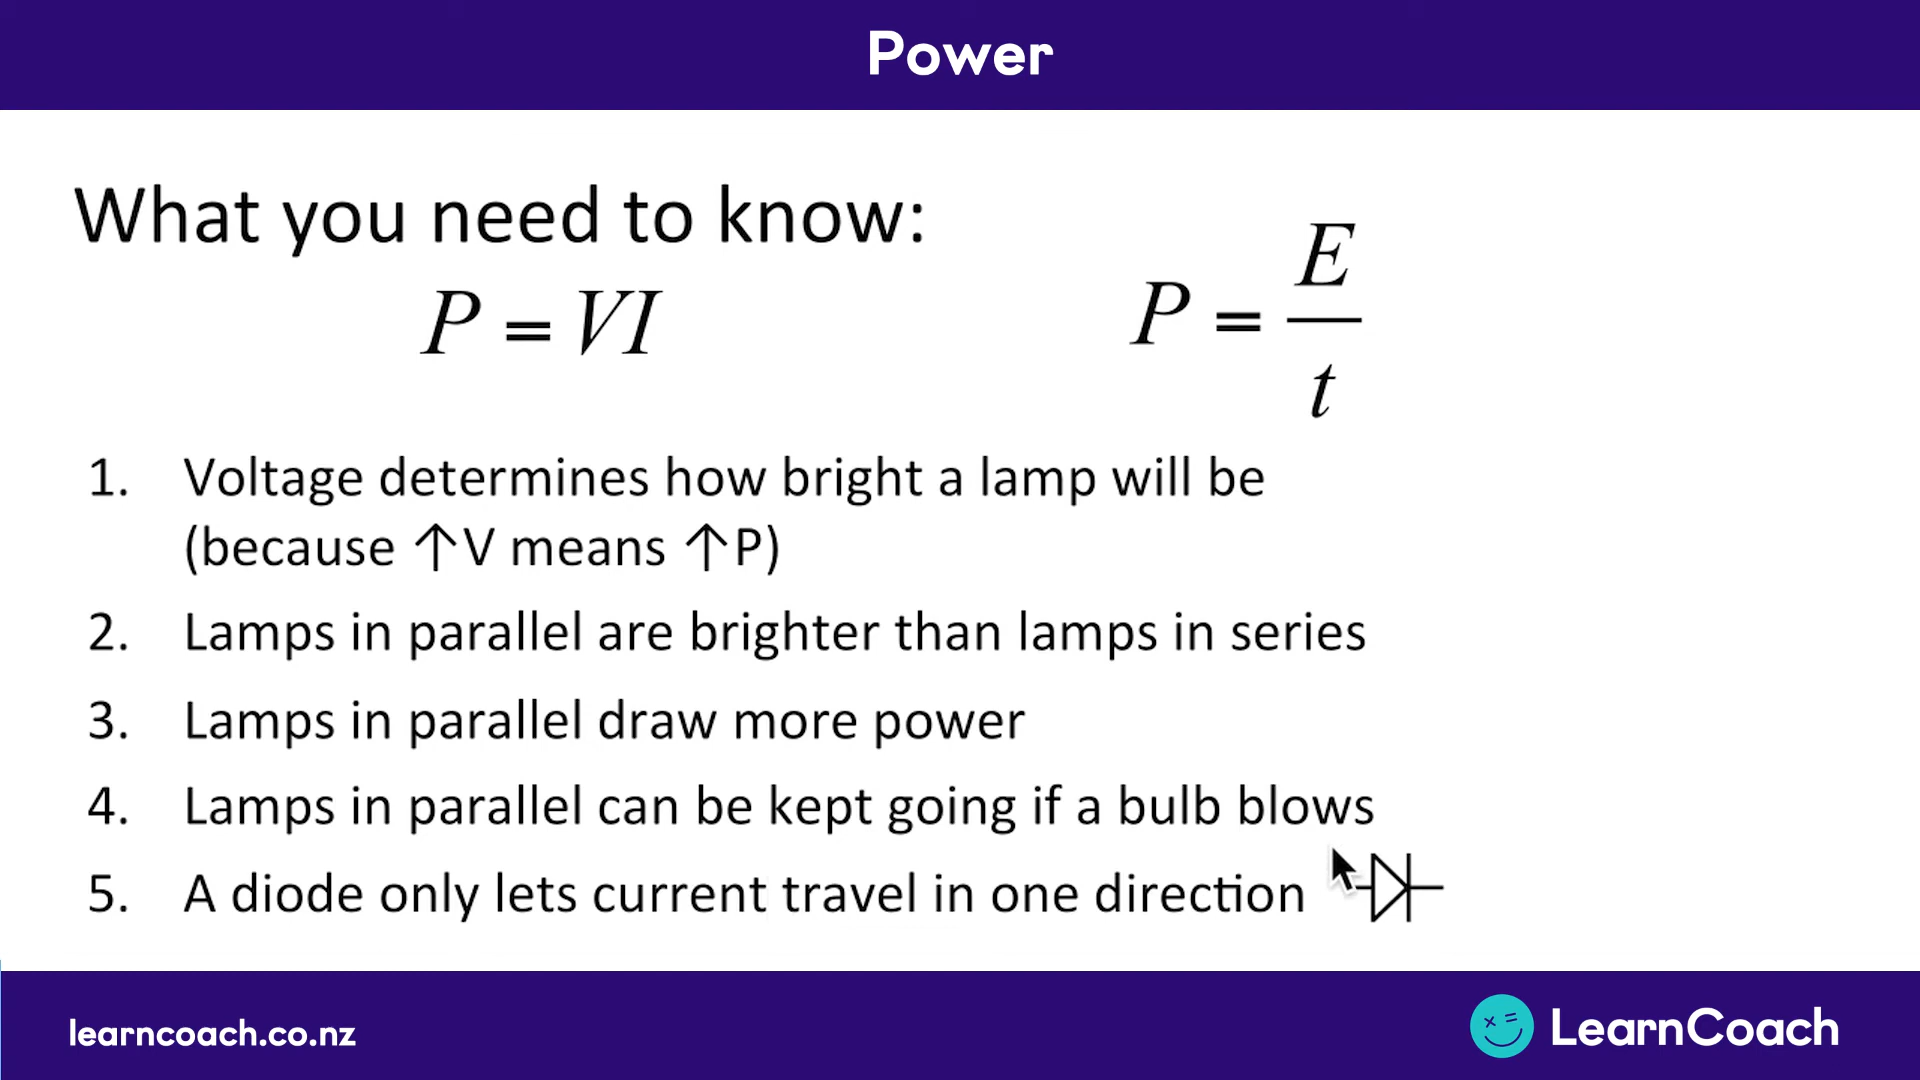 Power
What you need to know:
P = VI
P = E/t
1. Voltage determines how bright a lamp will be
(because ↑V means ↑P)
2. Lamps in parallel are brighter than lamps in series
3. Lamps in parallel draw more power
4. Lamps in parallel can be kept going if a bulb blows
5. A diode only lets current travel in one direction
learncoach.co.nz
LearnCoach